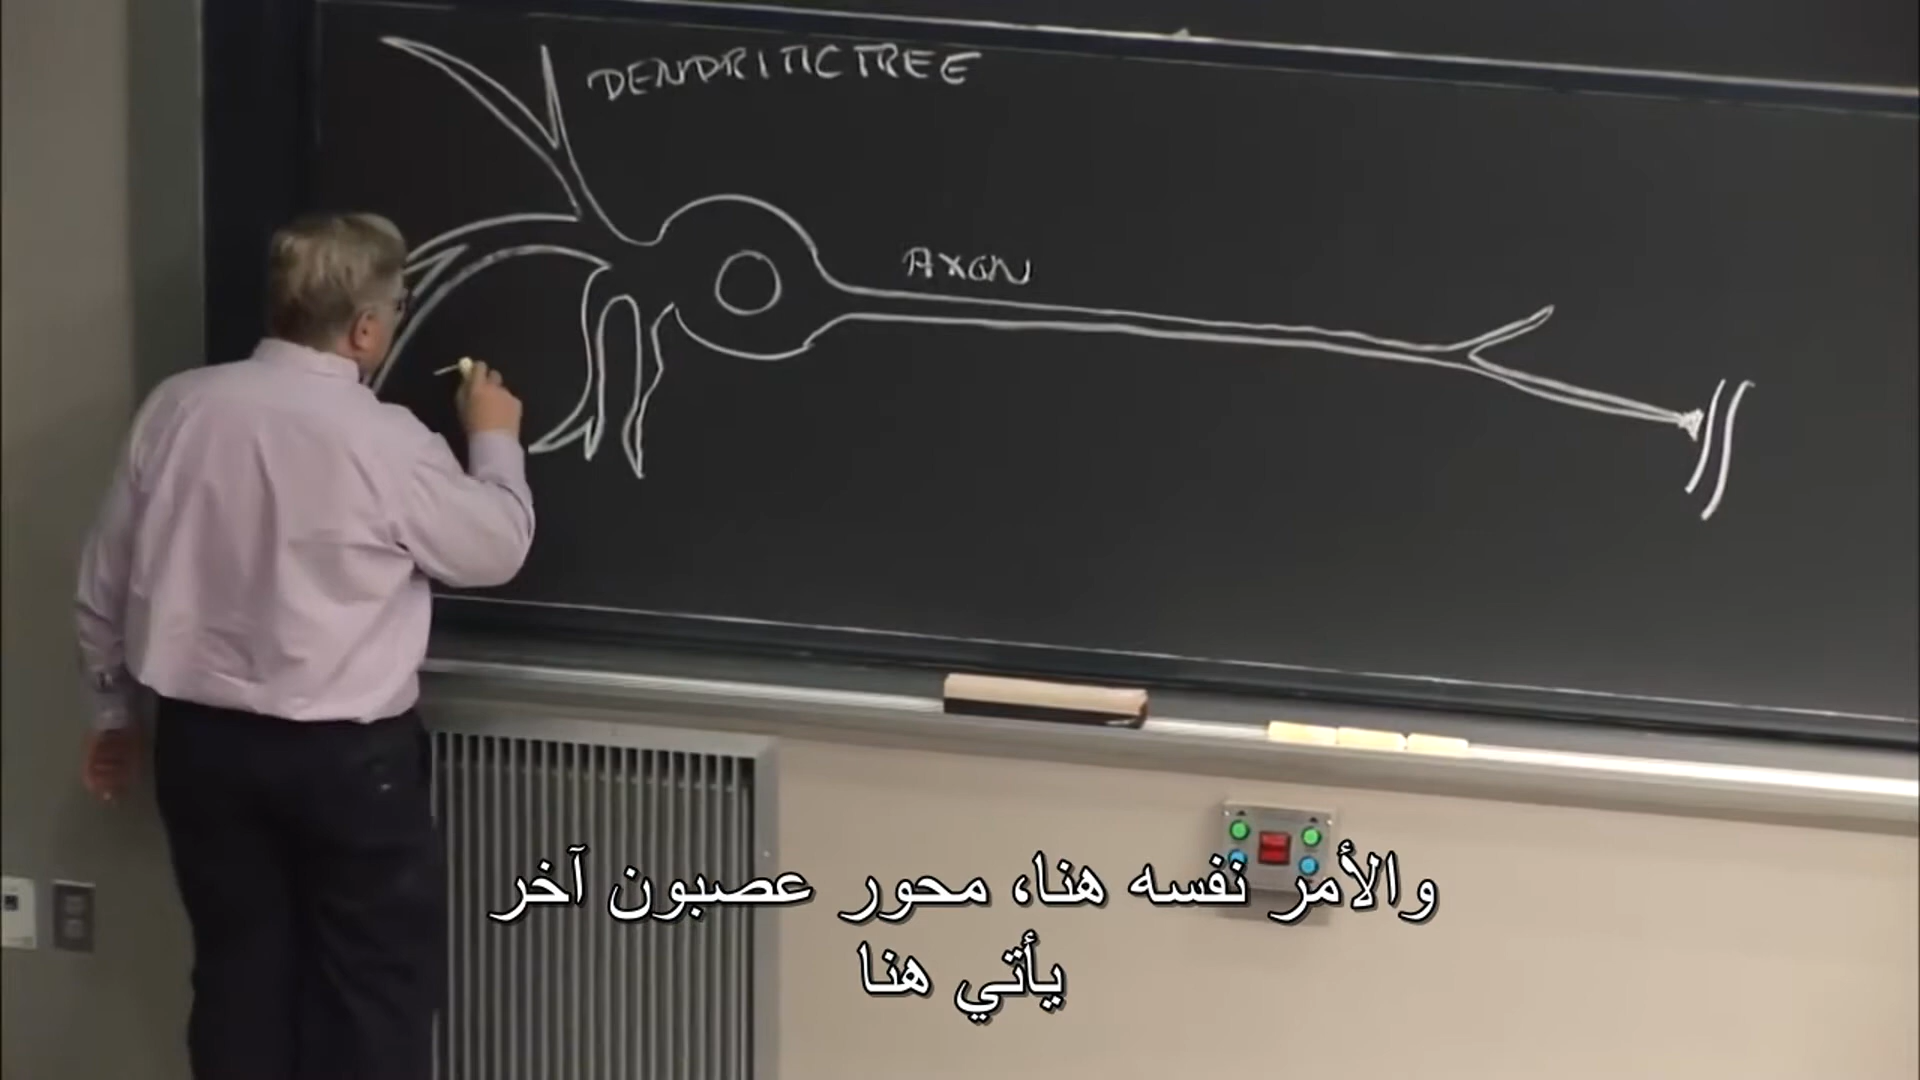 DENDRITIC TREE
AXON
والأمر نفسه هنا، محور عصبون آخر
يأتي هنا